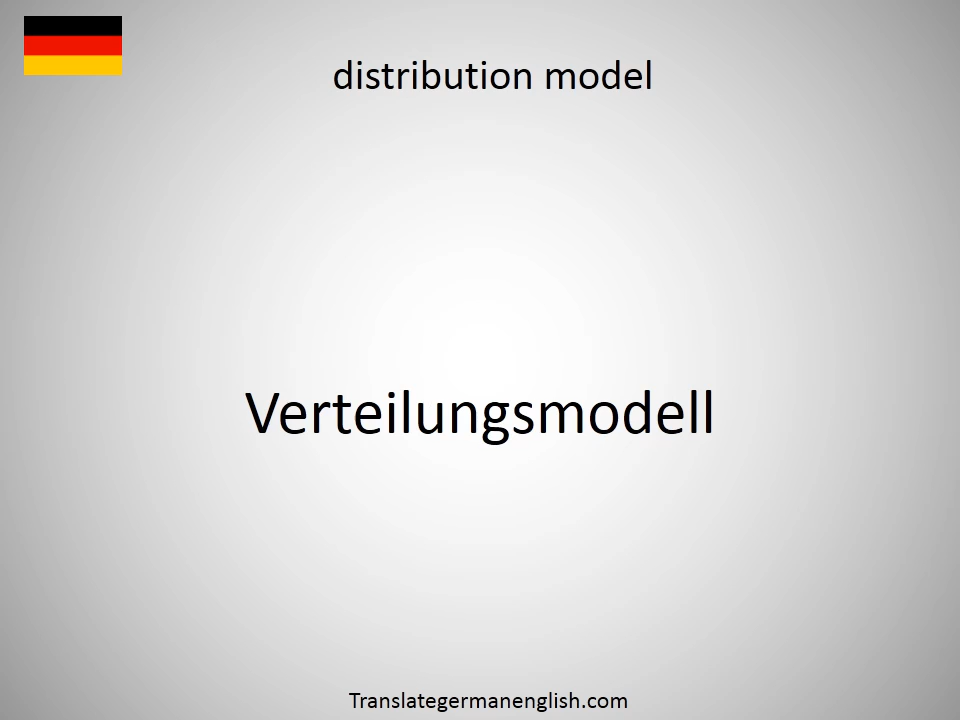 distribution model
Verteilungsmodell
Translategermanenglish.com